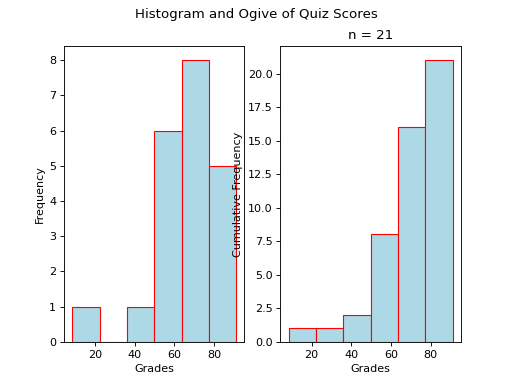 Histogram and Ogive of Quiz Scores
n = 21
Frequency
8
7
6
5
4
3
2
1
0
20 40 60 80
Grades
Cumulative Frequency
20.0
17.5
15.0
12.5
10.0
7.5
5.0
2.5
0.0
20 40 60 80
Grades